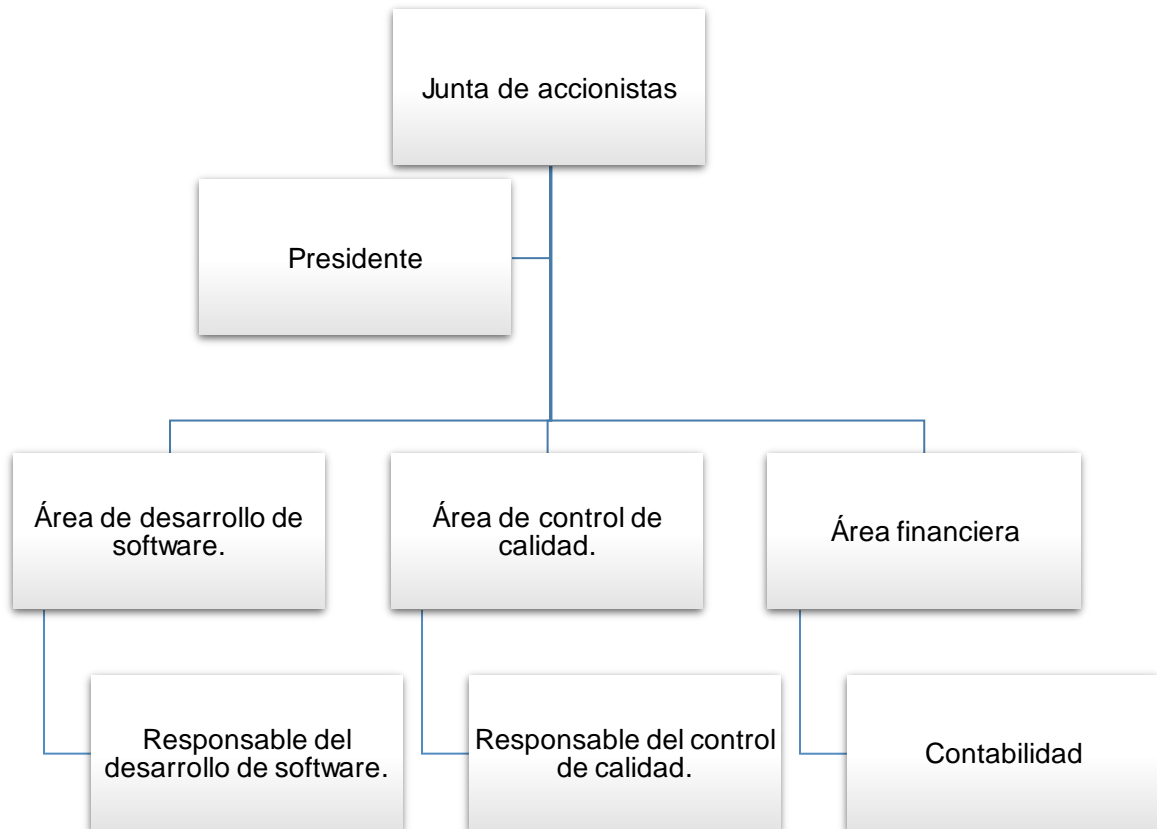 Junta de accionistas
Presidente
Área de desarrollo de
software.
Área de control de
calidad.
Área financiera
Responsable del
desarrollo de software.
Responsable del control
de calidad.
Contabilidad